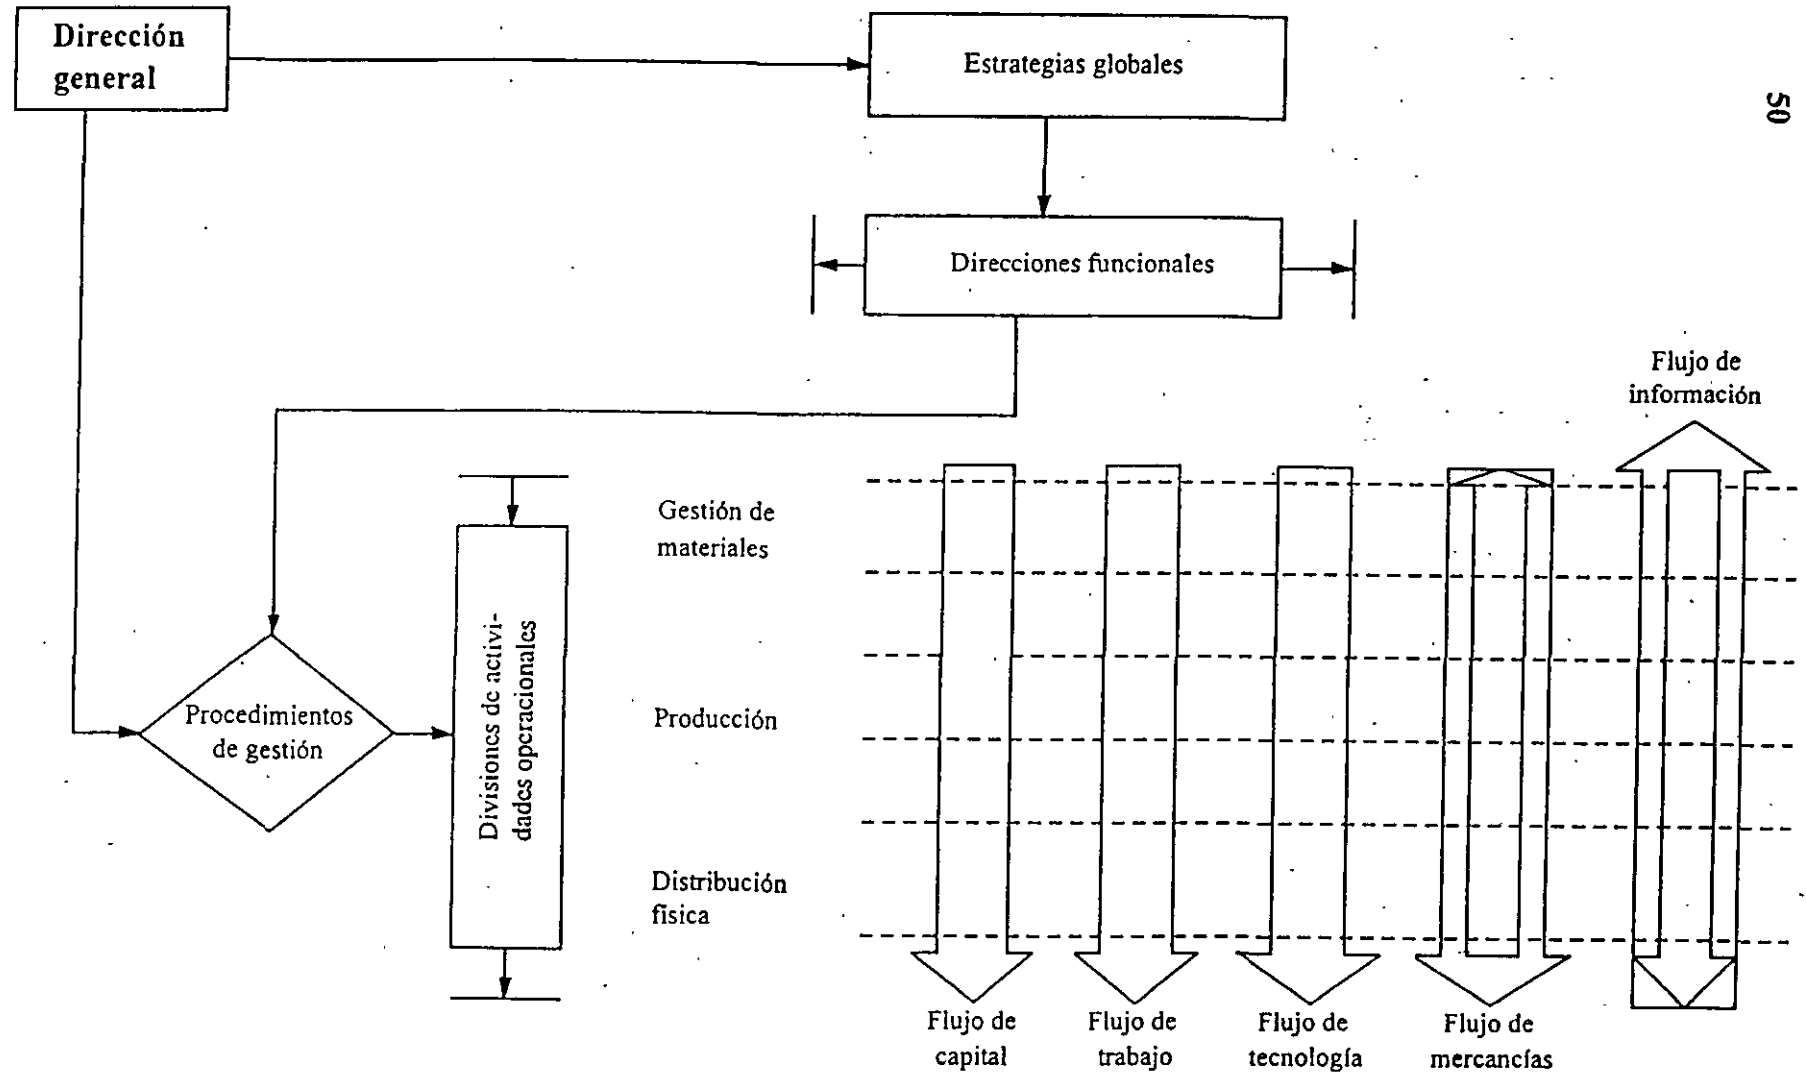 Dirección
general
Estrategias globales
50
Direcciones funcionales
Flujo de
información
Gestión de
materiales
Procedimientos
de gestión
Divisiones de activi-
dades operacionales
Producción
Distribución
física
Flujo de
capital
Flujo de
trabajo
Flujo de
tecnología
Flujo de
mercancías